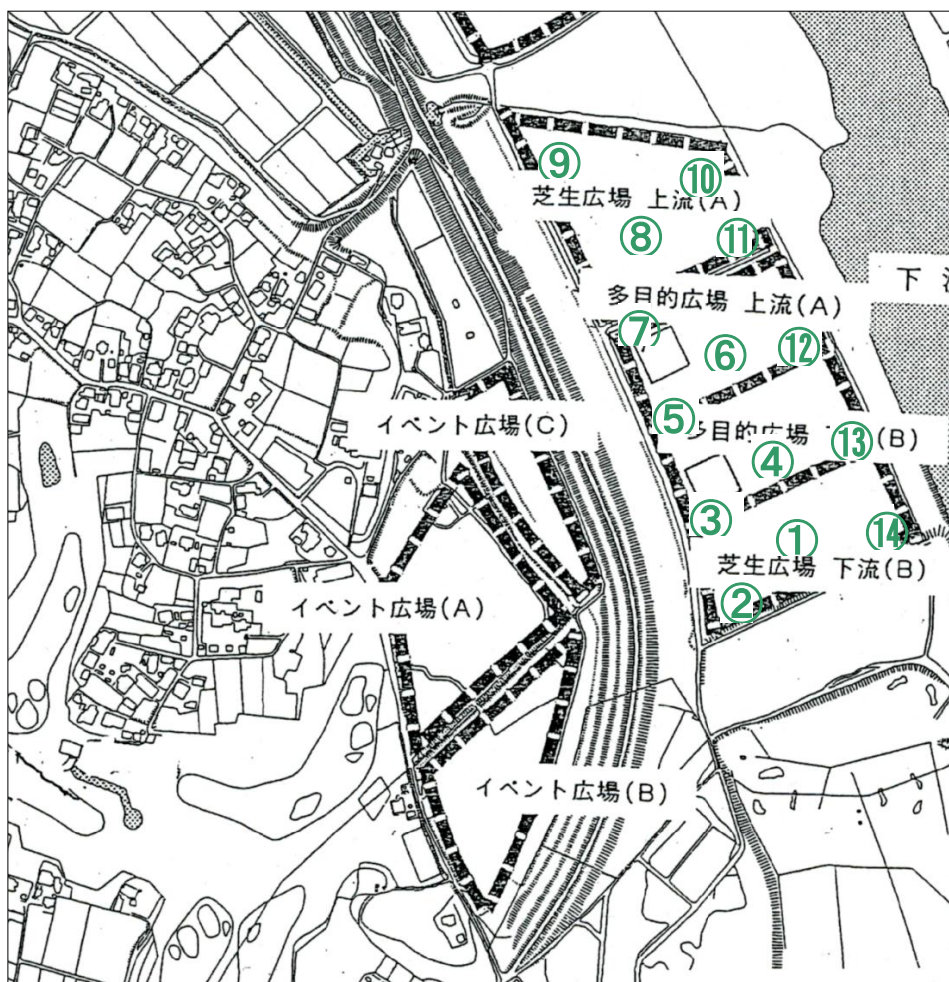 ⑨
⑩
芝生広場 上流(A)
⑧
⑪
下
多目的広場 上流(A)
⑦
⑥
⑫
⑤
イベント広場(C)
多目的広場
⑬
(B)
④
③
①
⑭
芝生広場 下流(B)
②
イベント広場(A)
イベント広場(B)